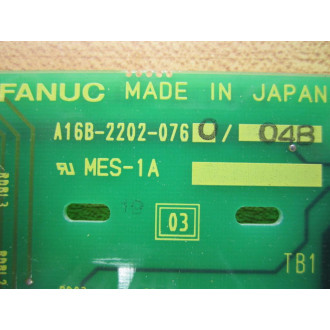 FANUC MADE IN JAPAN
A16B-2202-0760/04B
MES-1A
19
03
TB1